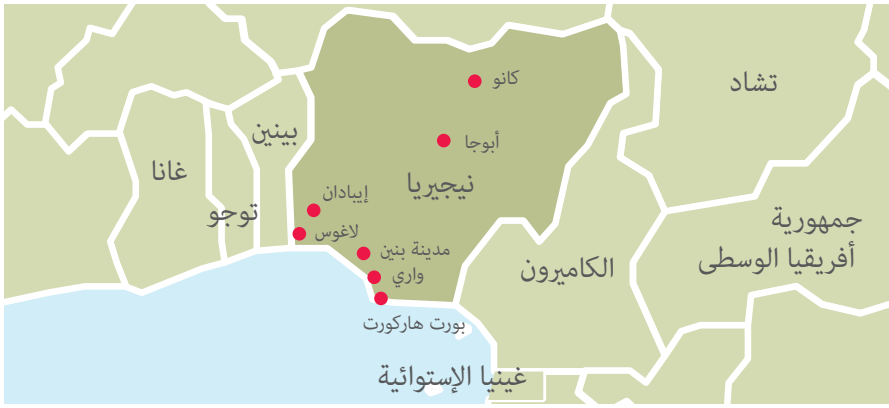 كانو
تشاد
بينين
أبوجا
غانا
نيجيريا
إيبادان
توجو
لاغوس
جمهورية
أفريقيا الوسطى
مدينة بنين
الكاميرون
واري
بورت هاركورت
غينيا الإستوائية